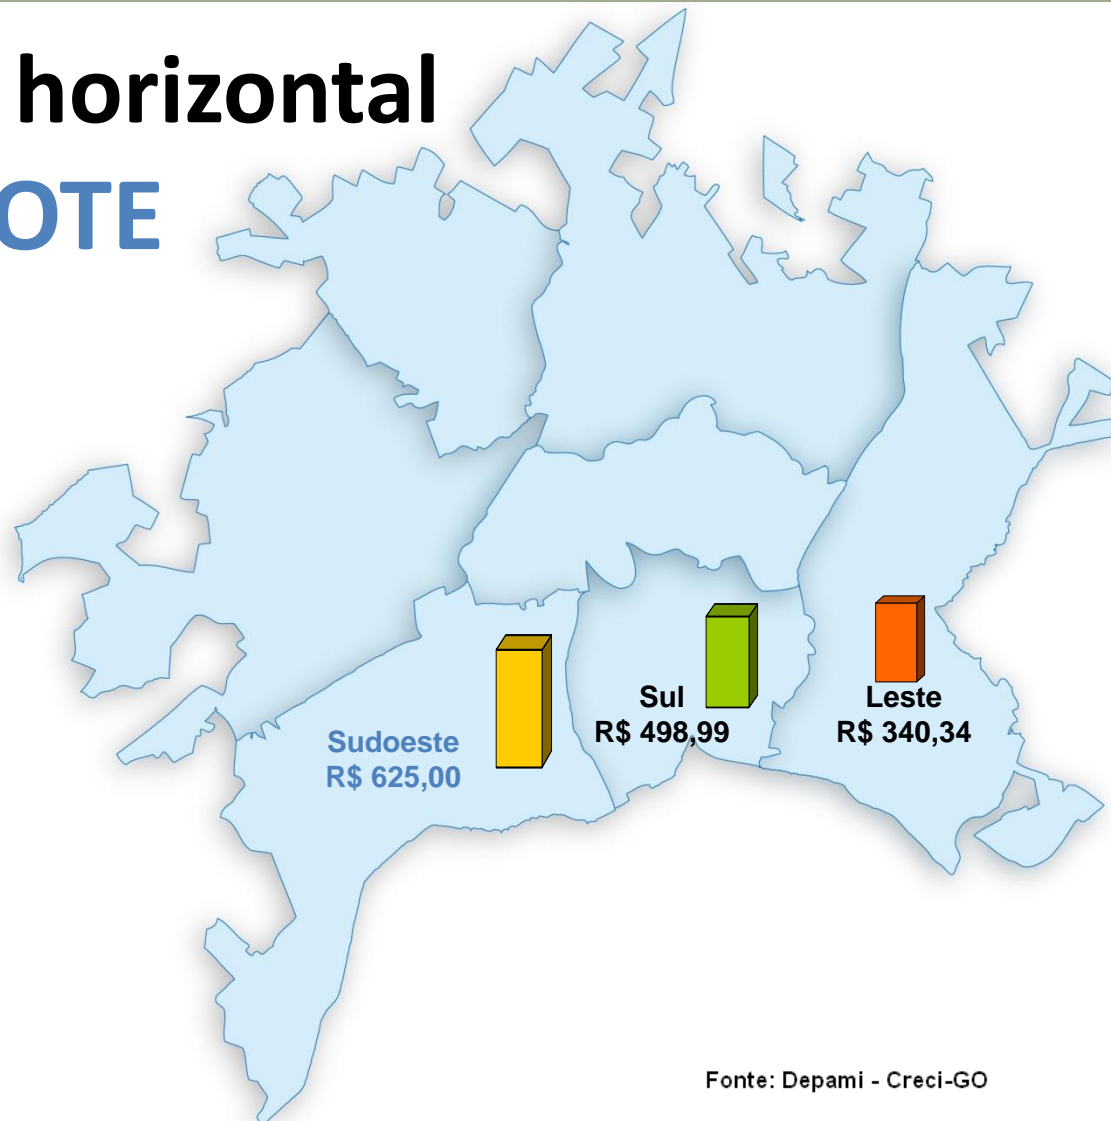 horizontal
OTE
Sudoeste
R$ 625,00
Sul
R$ 498,99
Leste
R$ 340,34
Fonte: Depami - Creci-GO